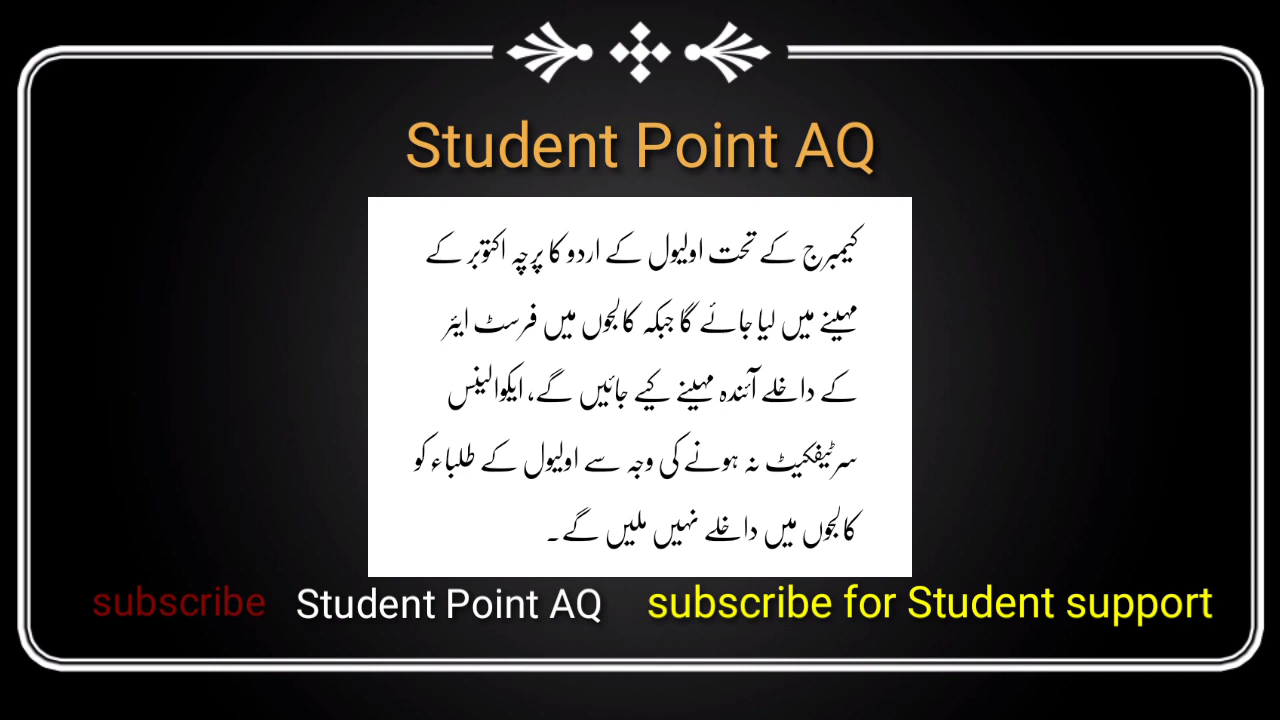 Student Point AQ
کیمبرج کے تحت اولیول کے اردو کا پرچہ اکتوبر کے
مہینے میں لیا جائے گا جبکہ کالجوں میں فرسٹ ایئر
کے داخلے آئندہ مہینے کیے جائیں گے، ایکوالینس
سرٹیفکیٹ نہ ہونے کی وجہ سے اولیول کے طلباء کو
کالجوں میں داخلے نہیں ملیں گے۔
subscribe Student Point AQ subscribe for Student support